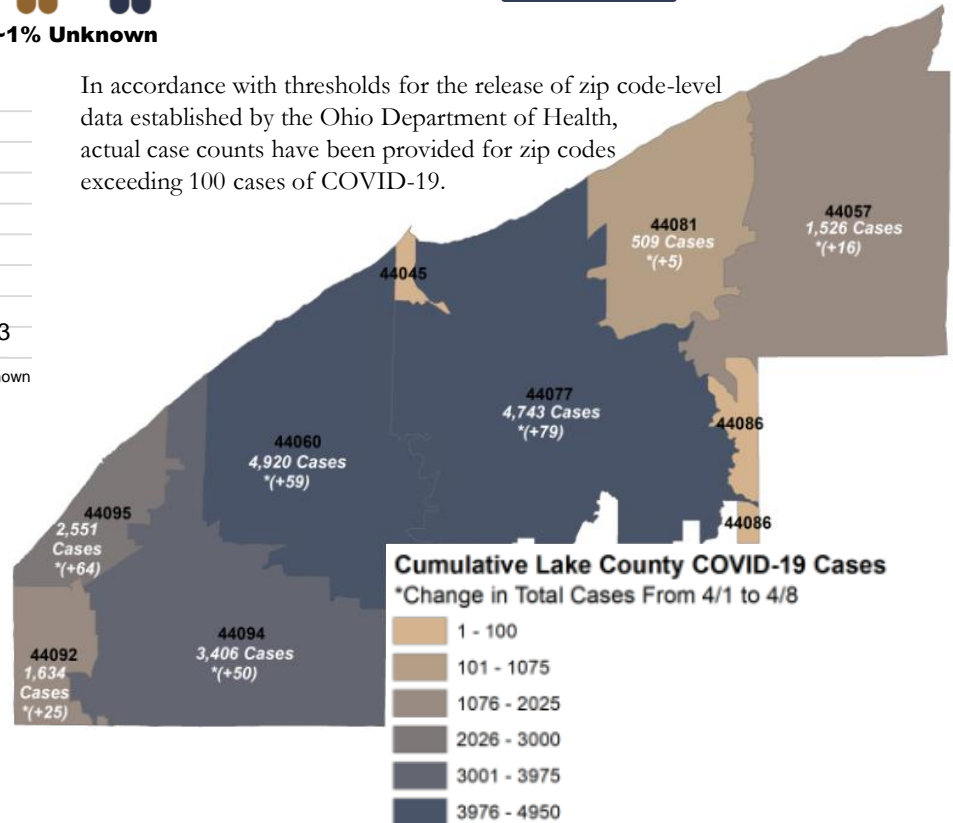 ~1% Unknown
In accordance with thresholds for the release of zip code-level
data established by the Ohio Department of Health,
actual case counts have been provided for zip codes
exceeding 100 cases of COVID-19.
3
44081
509 Cases
*(+5)
44057
1,526 Cases
*(+16)
44045
44077
4,743 Cases
*(+79)
44086
44060
4,920 Cases
*(+59)
44095
2,551
Cases
*(+64)
44086
44094
3,406 Cases
*(+50)
44092
1,634
Cases
*(+25)
Cumulative Lake County COVID-19 Cases
*Change in Total Cases From 4/1 to 4/8
1 - 100
101 - 1075
1076 - 2025
2026 - 3000
3001 - 3975
3976 - 4950